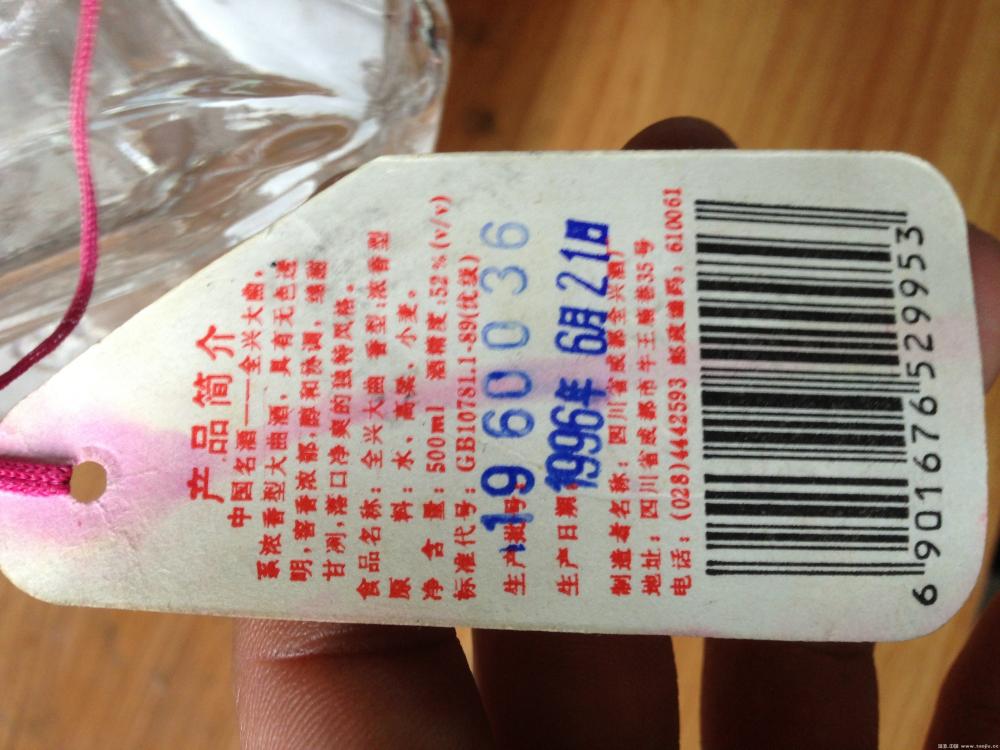 产品简介
中国名酒——全兴大曲,
系浓香型大曲酒,具有无色透
明,窖香浓郁,醇和协调,绵甜
甘冽,落口净爽的独特风格。
食品名称:全兴大曲 香型:浓香型
原 料:水、高粱、小麦。
净 含 量:500ml 酒精度:52%(v/v)
标准代号:GB10781.1-89(优级)
生产批号: 1960036
生产日期 1996年 6月21日
制造者名称:四川省成都全兴酒厂
地址:四川省成都市牛王庙巷35号
电话:(028)4442593 邮政编码:610061
6901676529953